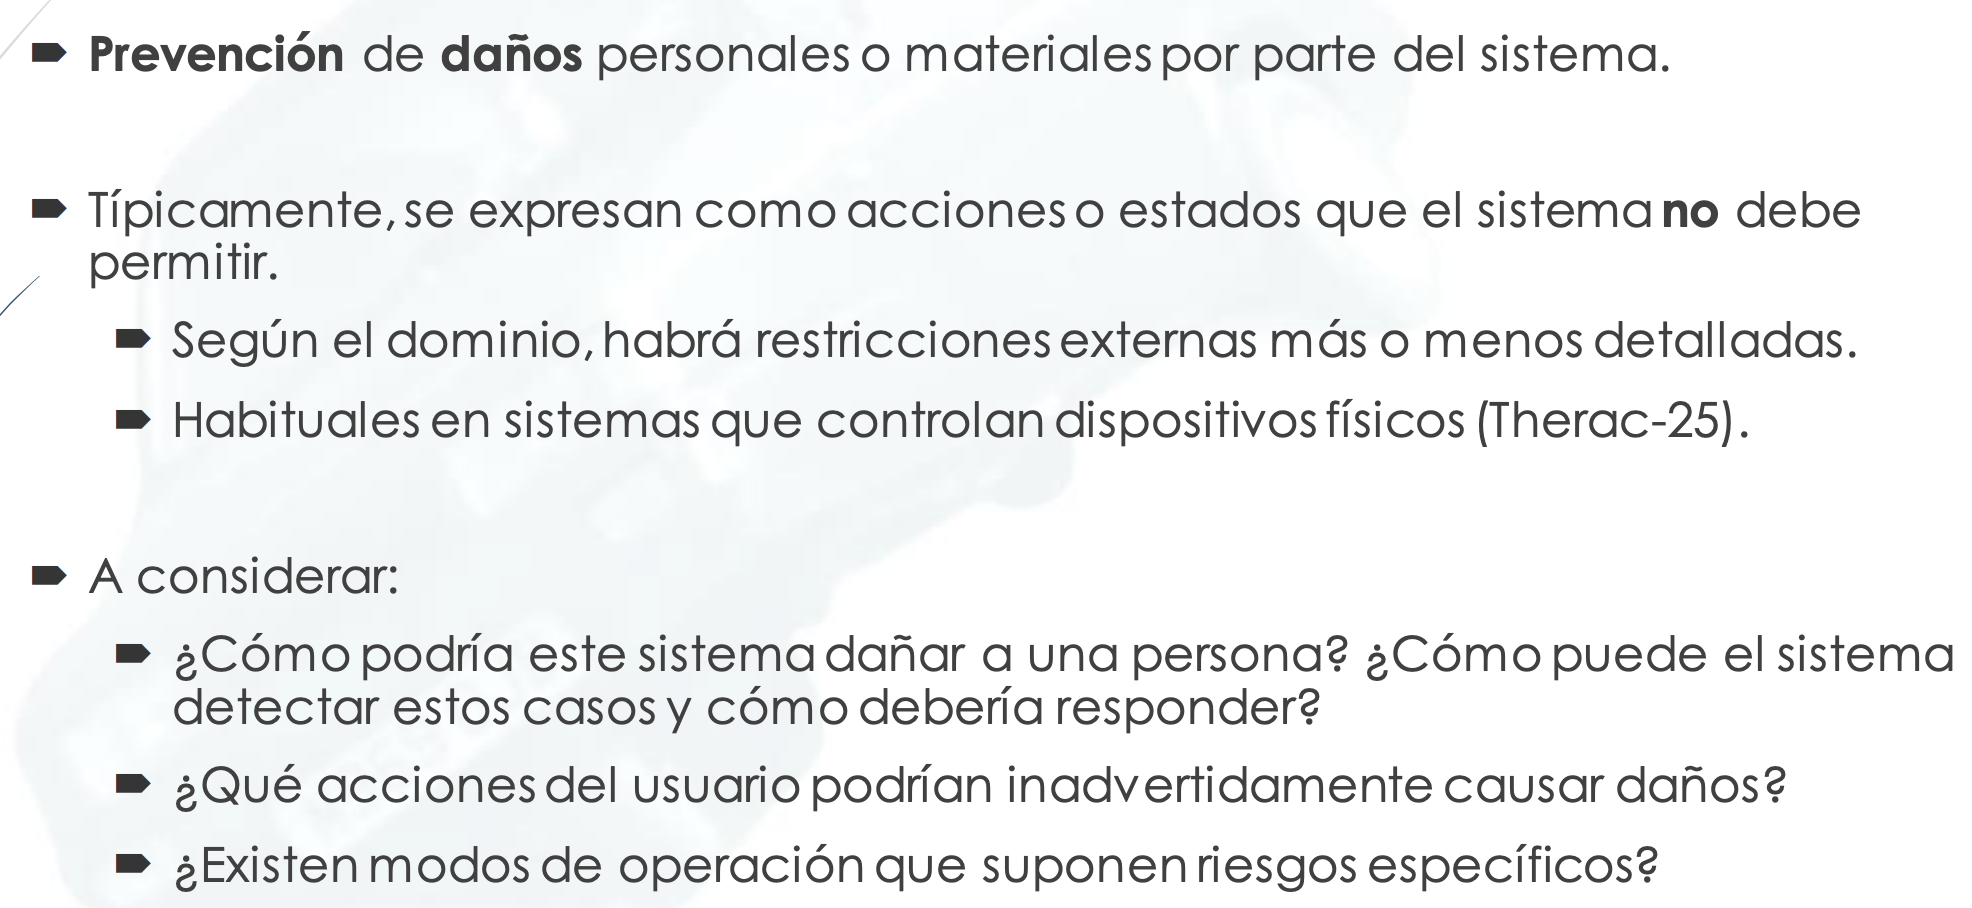 Prevención de daños personales o materiales por parte del sistema.
Típicamente, se expresan como acciones o estados que el sistema no debe
permitir.
Según el dominio, habrá restricciones externas más o menos detalladas.
Habituales en sistemas que controlan dispositivos físicos (Therac-25).
A considerar:
¿Cómo podría este sistema dañar a una persona? ¿Cómo puede el sistema
detectar estos casos y cómo debería responder?
¿Qué acciones del usuario podrían inadvertidamente causar daños?
¿Existen modos de operación que suponen riesgos específicos?